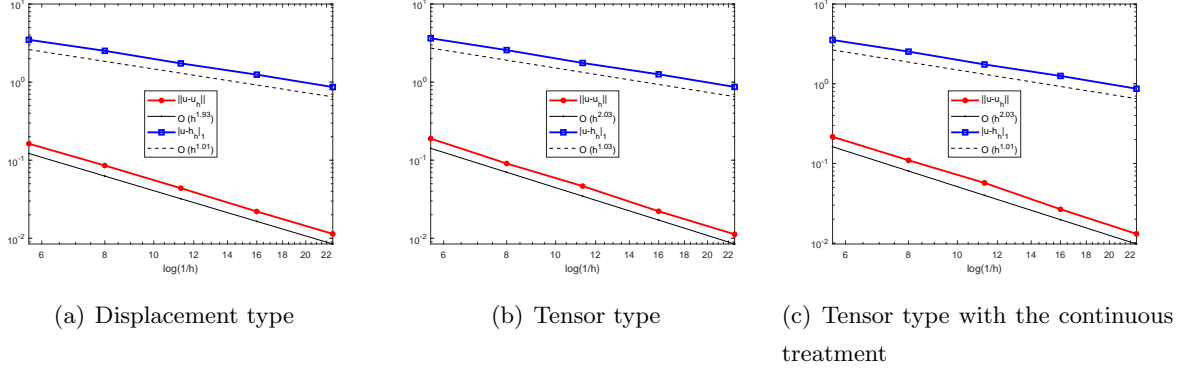 10^1
10^0
10^-1
10^-2
||u-u_h||
O (h^1.93)
|u-h_h|_1
O (h^1.01)
6 8 10 12 14 16 18 20 22
log(1/h)
(a) Displacement type
10^1
10^0
10^-1
10^-2
||u-u_h||
O (h^2.03)
|u-h_h|_1
O (h^1.03)
6 8 10 12 14 16 18 20 22
log(1/h)
(b) Tensor type
10^1
10^0
10^-1
10^-2
||u-u_h||
O (h^2.03)
|u-h_h|_1
O (h^1.01)
6 8 10 12 14 16 18 20 22
log(1/h)
(c) Tensor type with the continuous
treatment